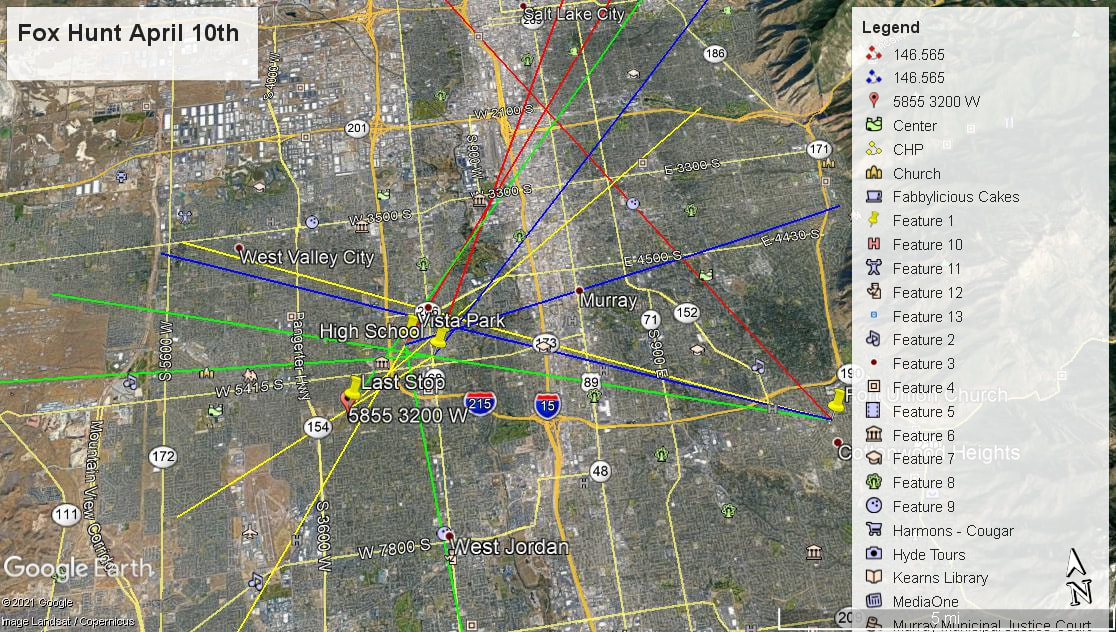 Fox Hunt April 10th
Salt Lake City
186
W 2100 S
201
S 900 W
171
E 3300 S
W 3300 S
W 3500 S
E 4430 S
E 4500 S
West Valley City
Murray
Vista Park
High School
152
71
173
S 900 E
Bangerter Hwy
190
89
Last Stop
W 5415 S
215
15
5855 3200 W
154
Fort Union Church
172
48
Mountain View Corridor
111
S 3600 W
W 7800 S
West Jordan
Google Earth
©2021 Google
Image Landsat / Copernicus
209
5 mi
N
Legend
146.565
146.565
5855 3200 W
Center
CHP
Church
Fabbylicious Cakes
Feature 1
Feature 10
Feature 11
Feature 12
Feature 13
Feature 2
Feature 3
Feature 4
Feature 5
Feature 6
Feature 7
Feature 8
Feature 9
Harmons - Cougar
Hyde Tours
Kearns Library
MediaOne
Murray Municipal Justice Court